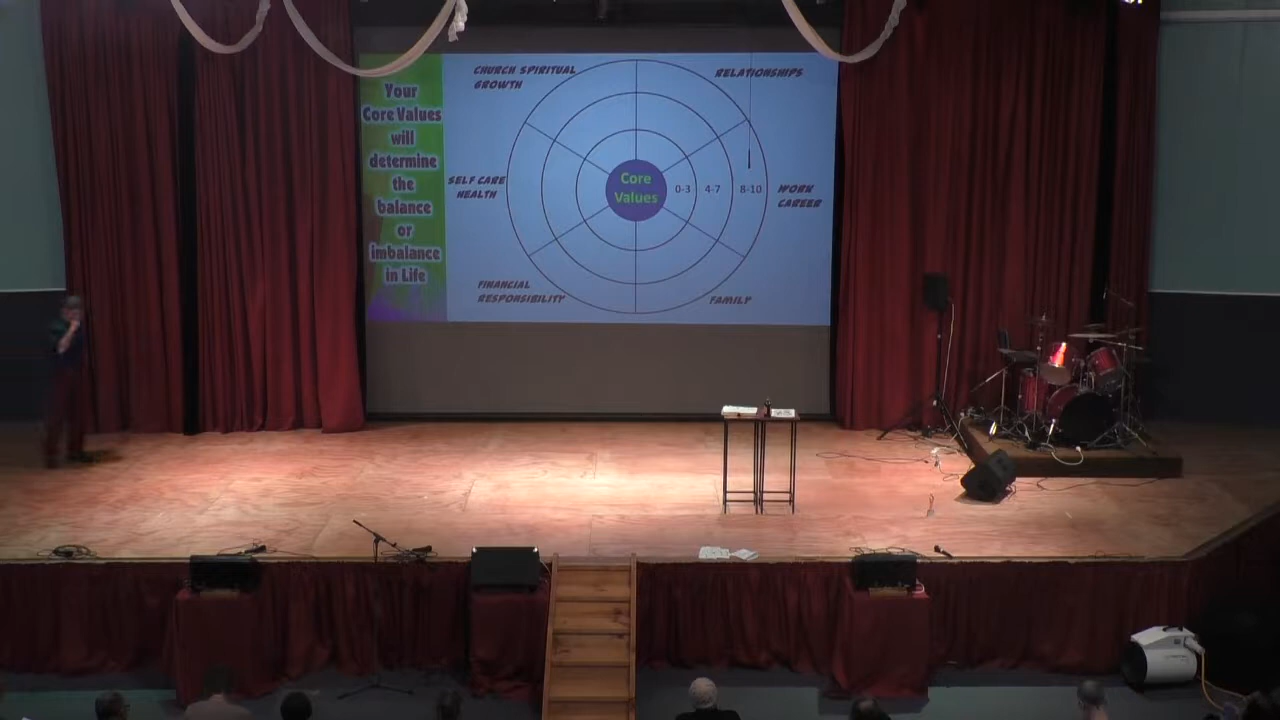 Your
Core Values
will
determine
the
balance
or
imbalance
in Life
CHURCH SPIRITUAL
GROWTH
RELATIONSHIPS
SELF CARE
HEALTH
Core
Values
0-3
4-7
8-10
WORK
CAREER
FINANCIAL
RESPONSIBILITY
FAMILY